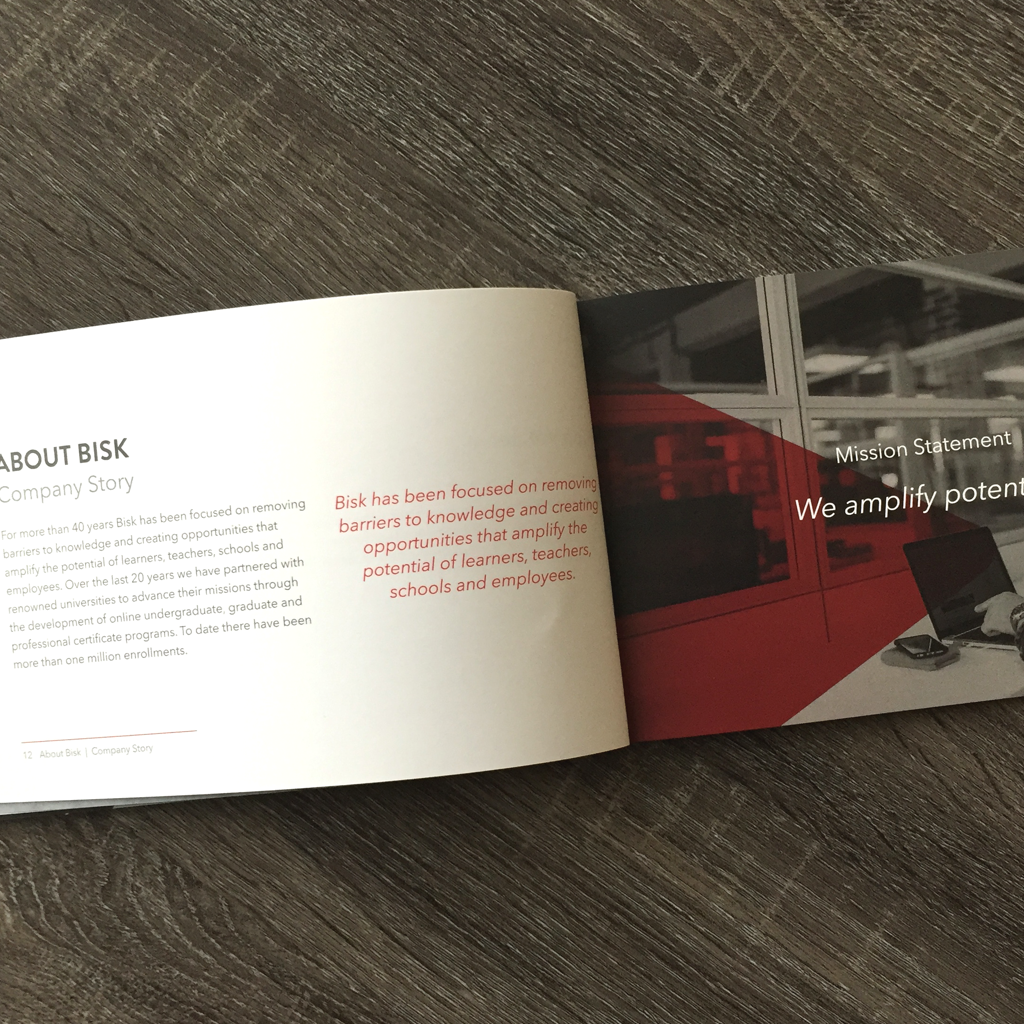 ABOUT BISK
Company Story
For more than 40 years Bisk has been focused on removing
barriers to knowledge and creating opportunities that
amplify the potential of learners, teachers, schools and
employees. Over the last 20 years we have partnered with
renowned universities to advance their missions through
the development of online undergraduate, graduate and
professional certificate programs. To date there have been
more than one million enrollments.
12 About Bisk | Company Story
Bisk has been focused on removing
barriers to knowledge and creating
opportunities that amplify the
potential of learners, teachers,
schools and employees.
Mission Statement
We amplify potent